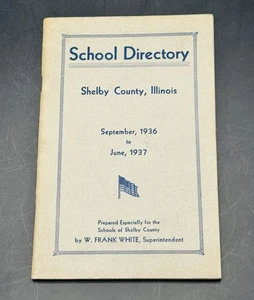 School Directory
Shelby County, Illinois
September, 1936
to
June, 1937
Prepared Especially for the
Schools of Shelby County
by W. FRANK WHITE, Superintendent